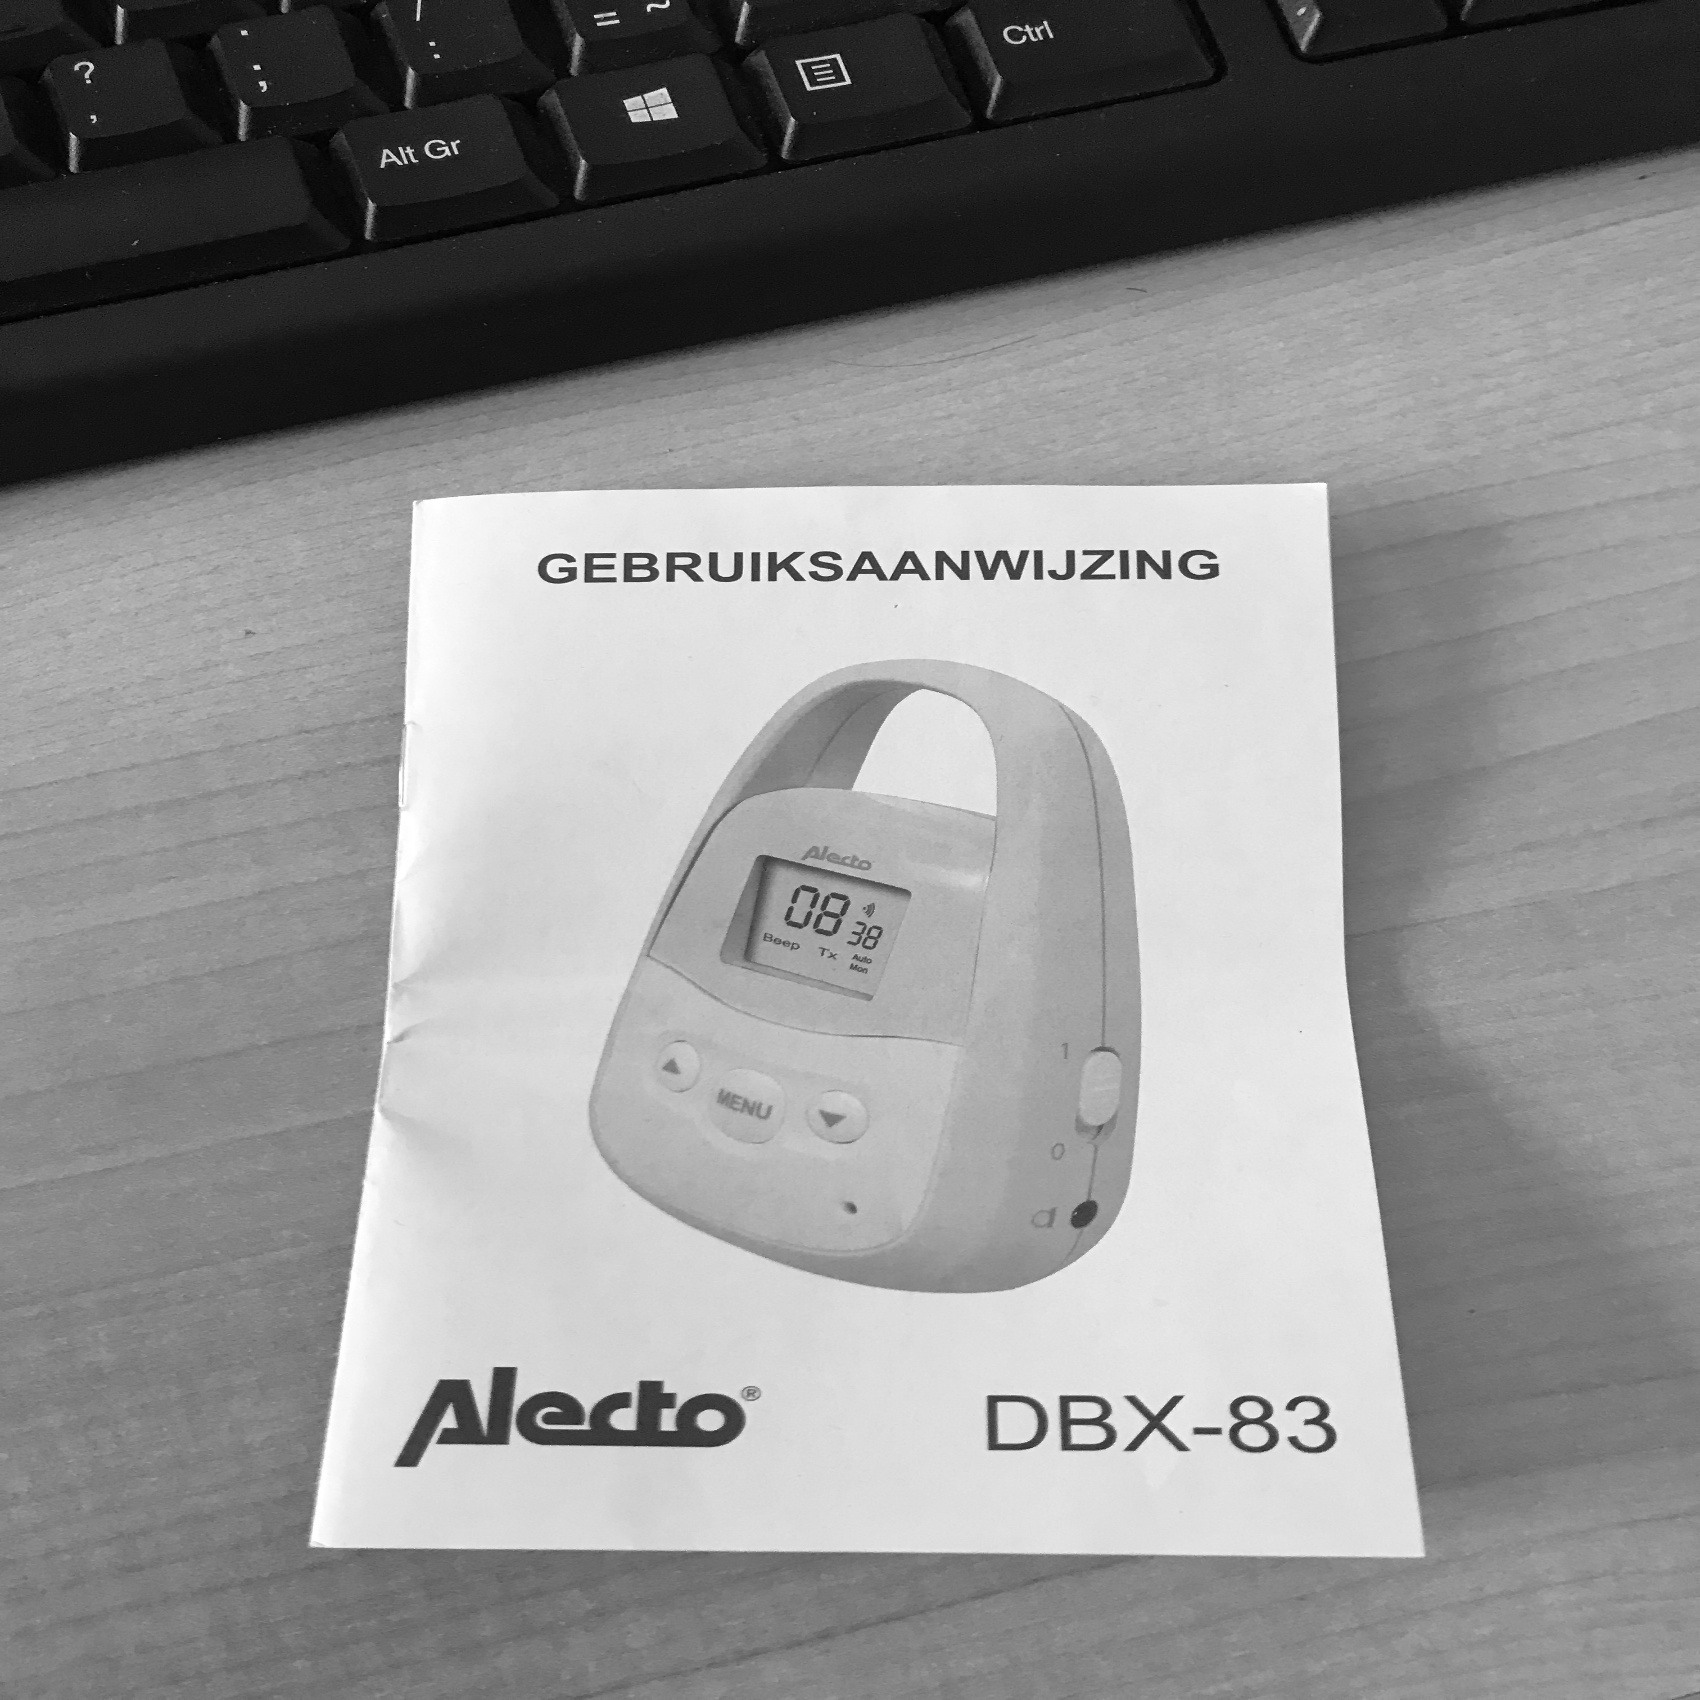 Ctrl
= ~
/
:
;
?
,
Alt Gr
GEBRUIKSAANWIJZING
Alecto
08
38
Beep Tx Auto
Mon
MENU
1
0
Alecto®
DBX-83